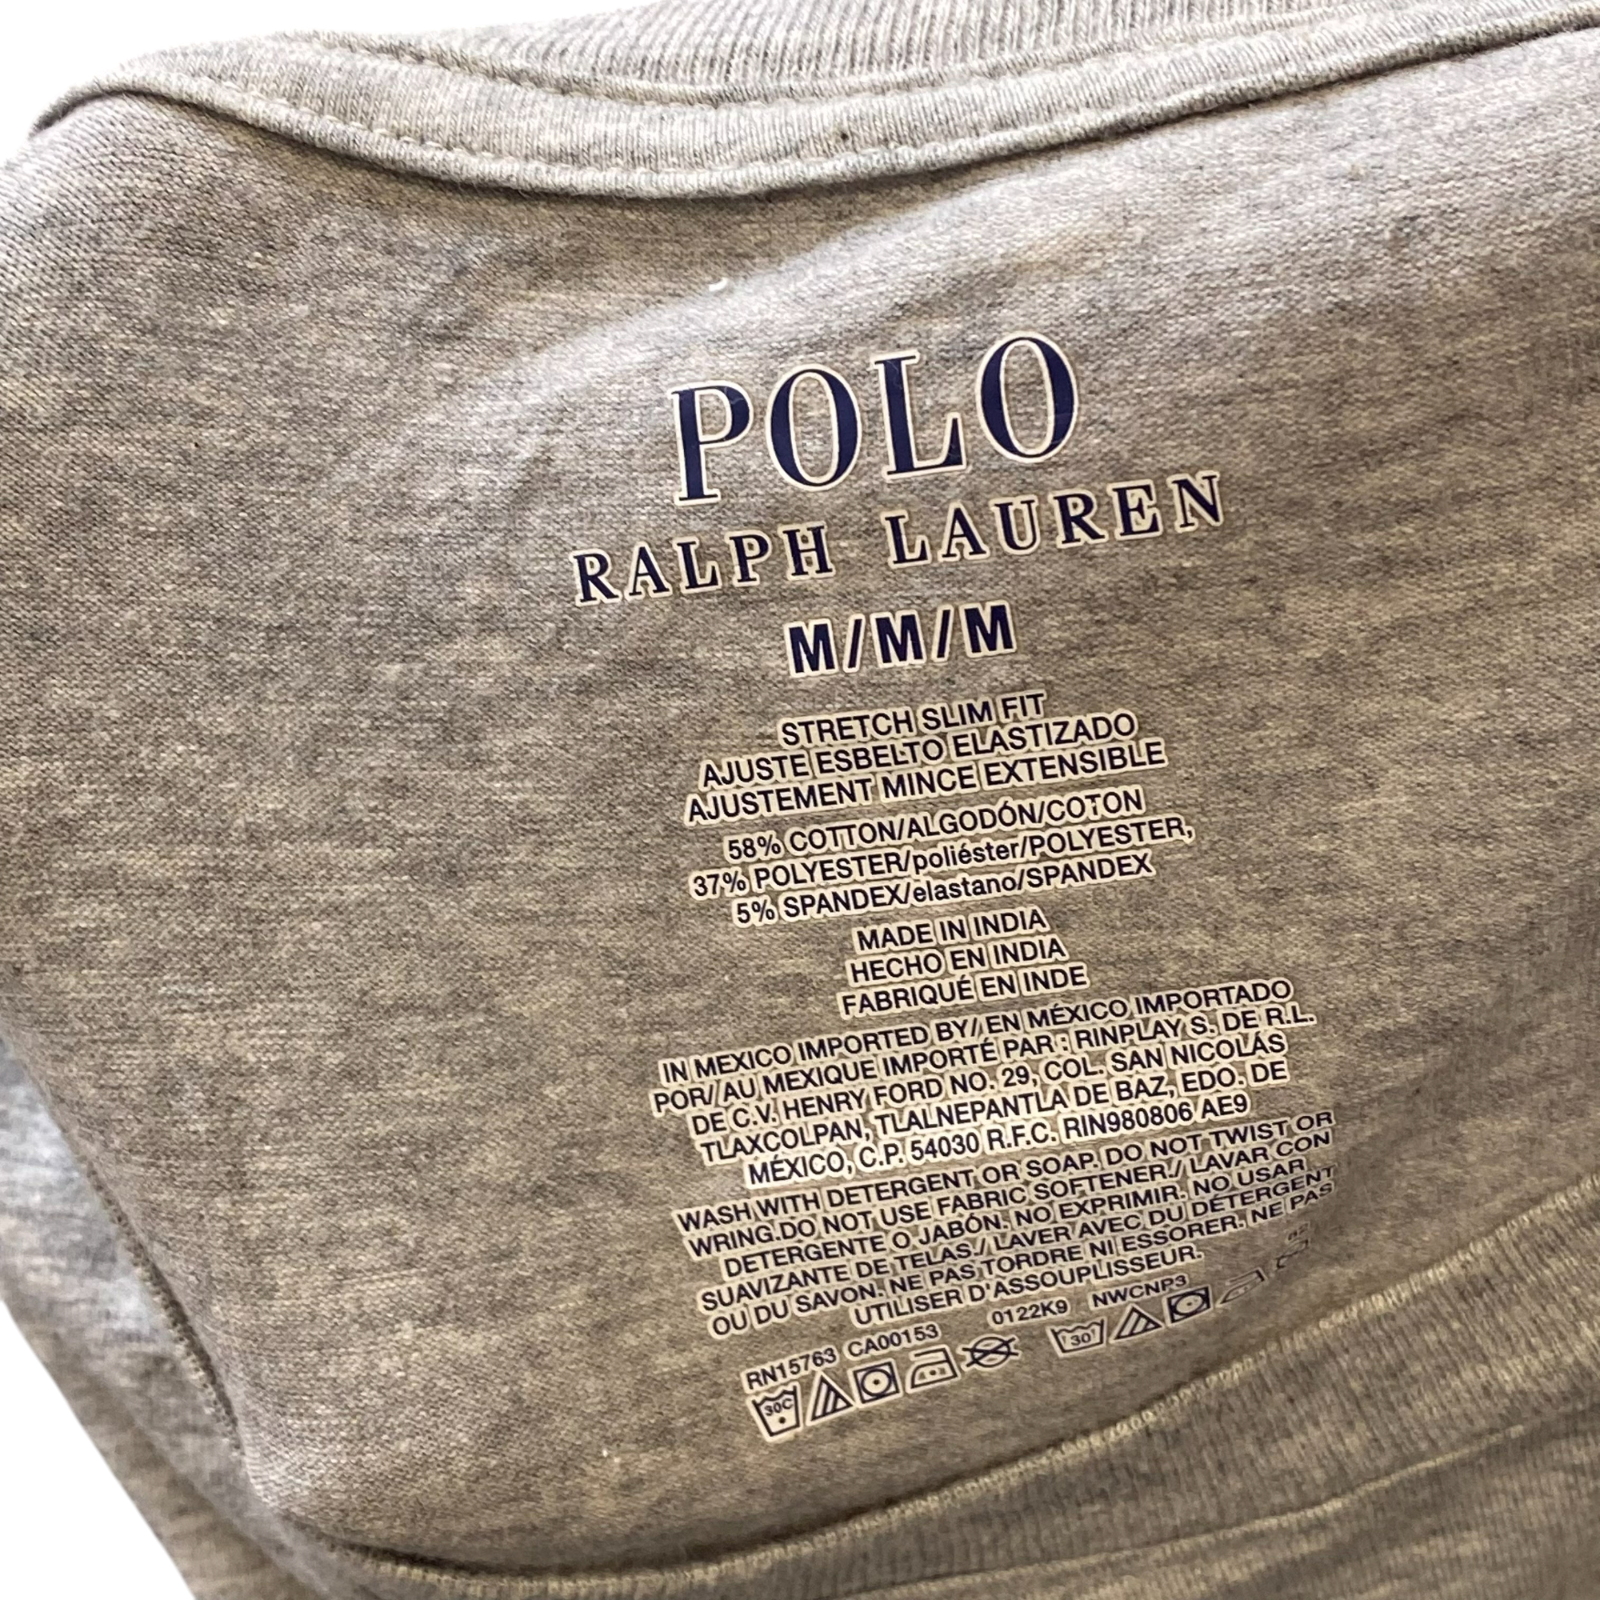 POLO
RALPH LAUREN
M/M/M
STRETCH SLIM FIT
AJUSTE ESBELTO ELASTIZADO
AJUSTEMENT MINCE EXTENSIBLE
58% COTTON/ALGODÓN/COTON
37% POLYESTER/poliéster/POLYESTER,
5% SPANDEX/elastano/SPANDEX
MADE IN INDIA
HECHO EN INDIA
FABRIQUÉ EN INDE
IN MEXICO IMPORTED BY/ EN MÉXICO IMPORTADO
POR/ AU MEXIQUE IMPORTÉ PAR : RINPLAY S. DE R.L.
DE C.V. HENRY FORD NO. 29, COL. SAN NICOLÁS
TLAXCOLPAN, TLALNEPANTLA DE BAZ, EDO. DE
MÉXICO, C.P. 54030 R.F.C. RIN980806 AE9
WASH WITH DETERGENT OR SOAP. DO NOT TWIST OR
WRING.DO NOT USE FABRIC SOFTENER./ LAVAR CON
DETERGENTE O JABÓN. NO EXPRIMIR. NO USAR
SUAVIZANTE DE TELAS./ LAVER AVEC DU DÉTERGENT
OU DU SAVON. NE PAS TORDRE NI ESSORER. NE PAS
UTILISER D'ASSOUPLISSEUR.
RN15763 CA00153 0122K9 NWCNP3
30C 30